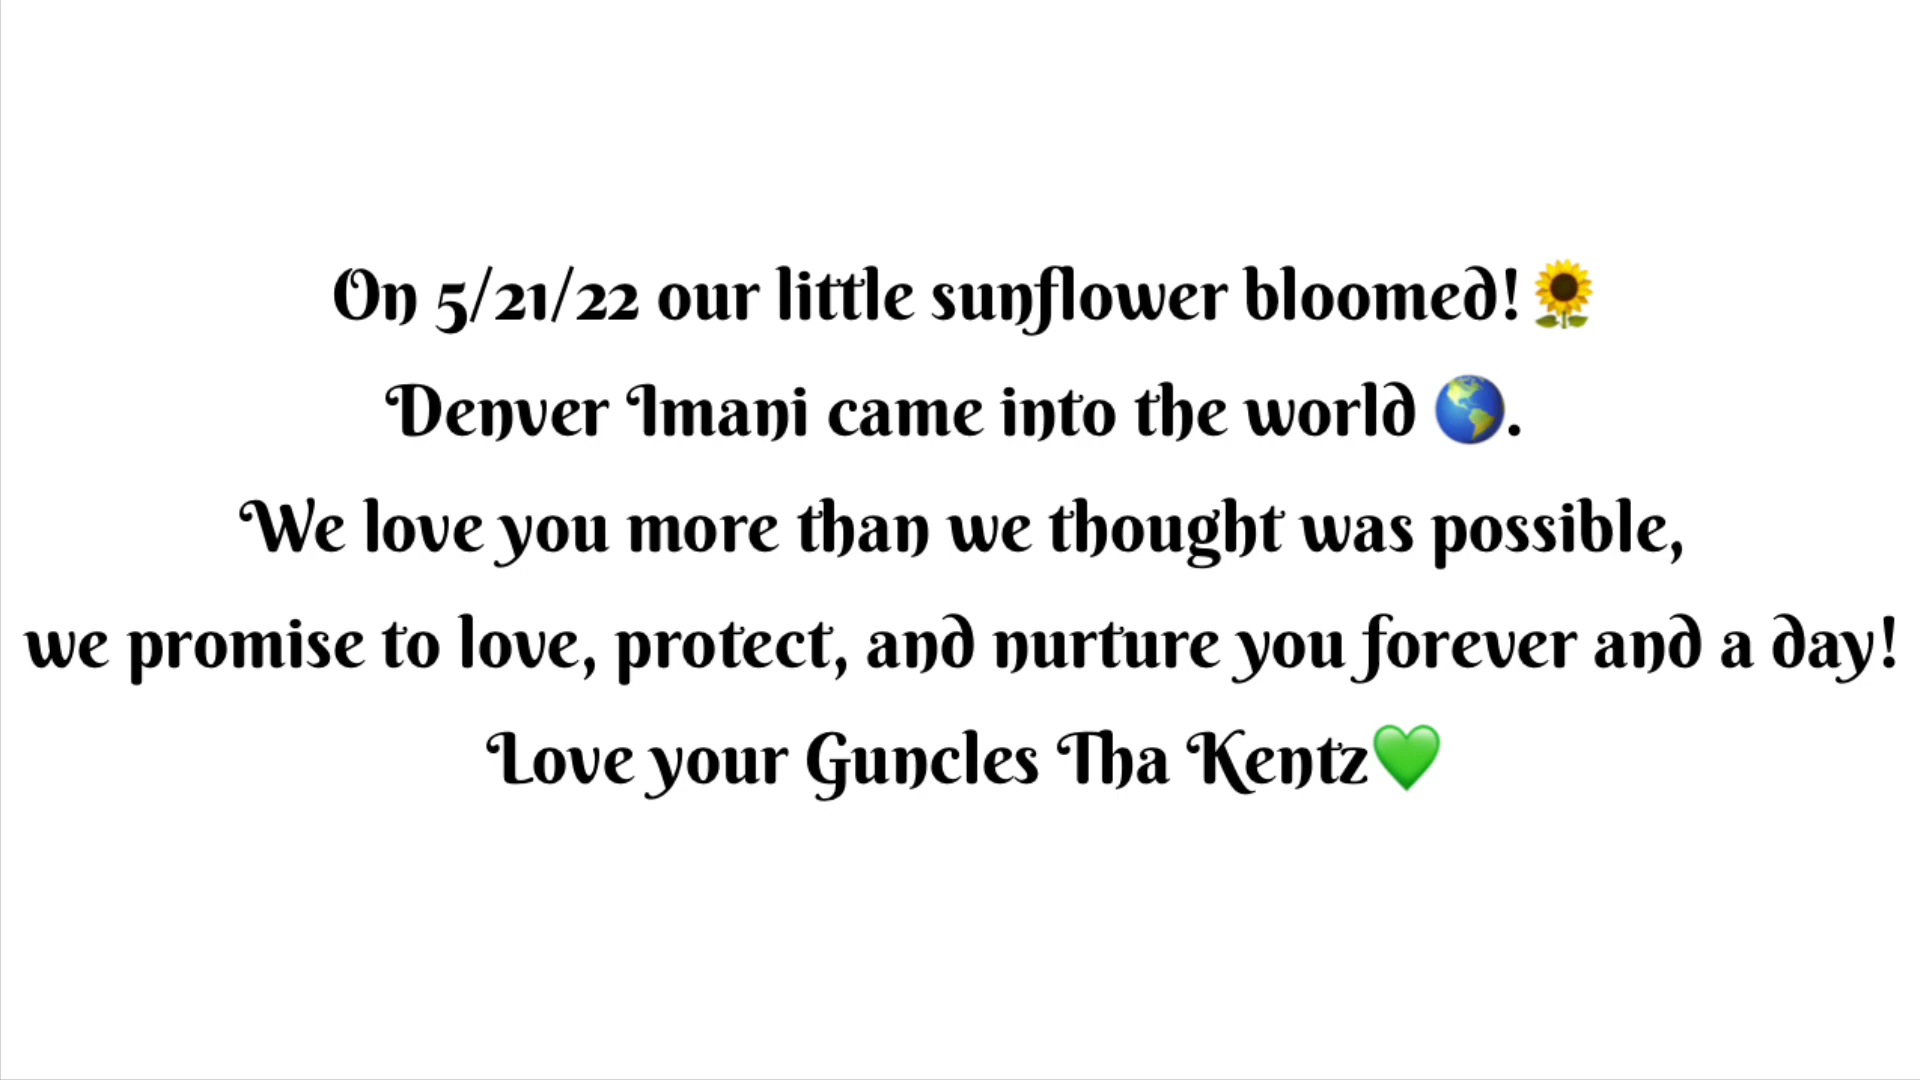 On 5/21/22 our little sunflower bloomed!🌻
Denver Imani came into the world 🌎.
We love you more than we thought was possible,
we promise to love, protect, and nurture you forever and a day!
Love your Guncles Tha Kentz💚